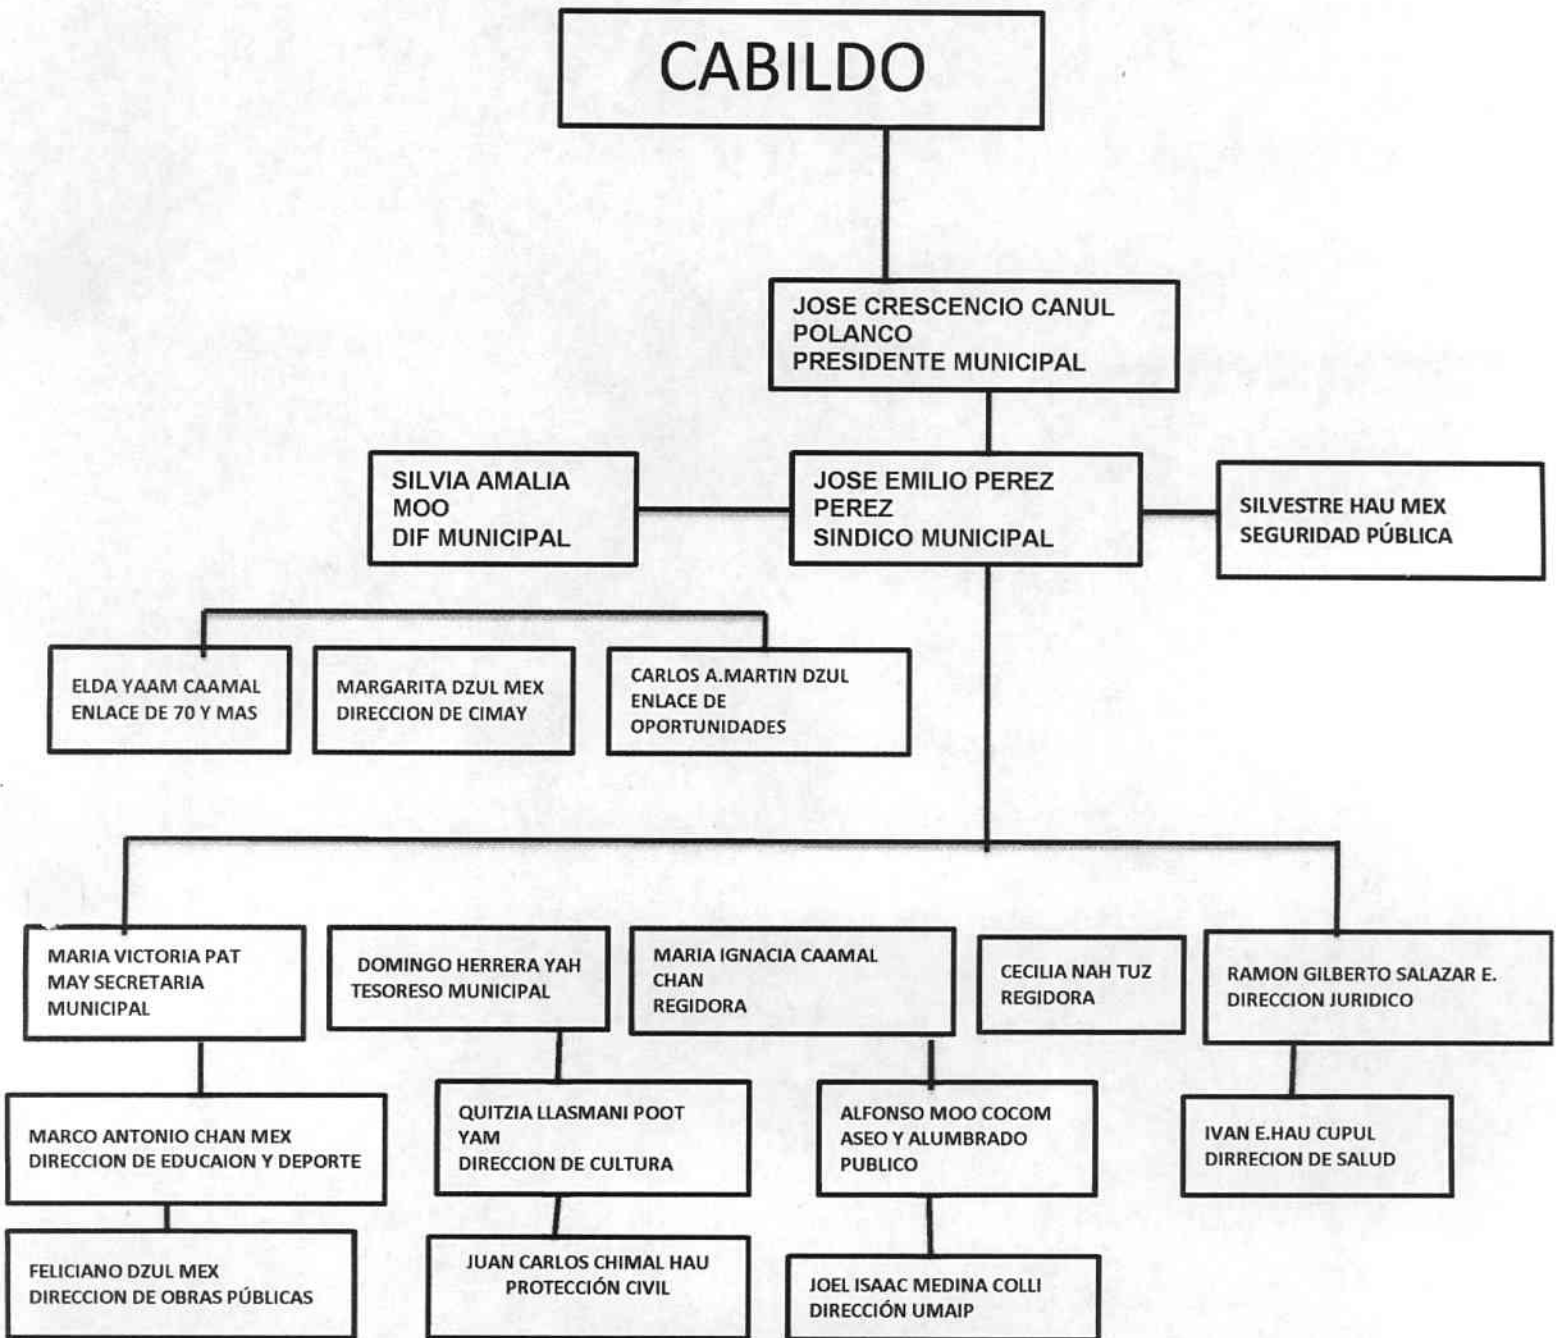 CABILDO
JOSE CRESCENCIO CANUL
POLANCO
PRESIDENTE MUNICIPAL
SILVIA AMALIA
MOO
DIF MUNICIPAL
JOSE EMILIO PEREZ
PEREZ
SINDICO MUNICIPAL
SILVESTRE HAU MEX
SEGURIDAD PÚBLICA
ELDA YAAM CAAMAL
ENLACE DE 70 Y MAS
MARGARITA DZUL MEX
DIRECCION DE CIMAY
CARLOS A.MARTIN DZUL
ENLACE DE
OPORTUNIDADES
MARIA VICTORIA PAT
MAY SECRETARIA
MUNICIPAL
DOMINGO HERRERA YAH
TESORESO MUNICIPAL
MARIA IGNACIA CAAMAL
CHAN
REGIDORA
CECILIA NAH TUZ
REGIDORA
RAMON GILBERTO SALAZAR E.
DIRECCION JURIDICO
MARCO ANTONIO CHAN MEX
DIRECCION DE EDUCAION Y DEPORTE
QUITZIA LLASMANI POOT
YAM
DIRECCION DE CULTURA
ALFONSO MOO COCOM
ASEO Y ALUMBRADO
PUBLICO
IVAN E.HAU CUPUL
DIRRECION DE SALUD
FELICIANO DZUL MEX
DIRECCION DE OBRAS PÚBLICAS
JUAN CARLOS CHIMAL HAU
PROTECCIÓN CIVIL
JOEL ISAAC MEDINA COLLI
DIRECCIÓN UMAIP